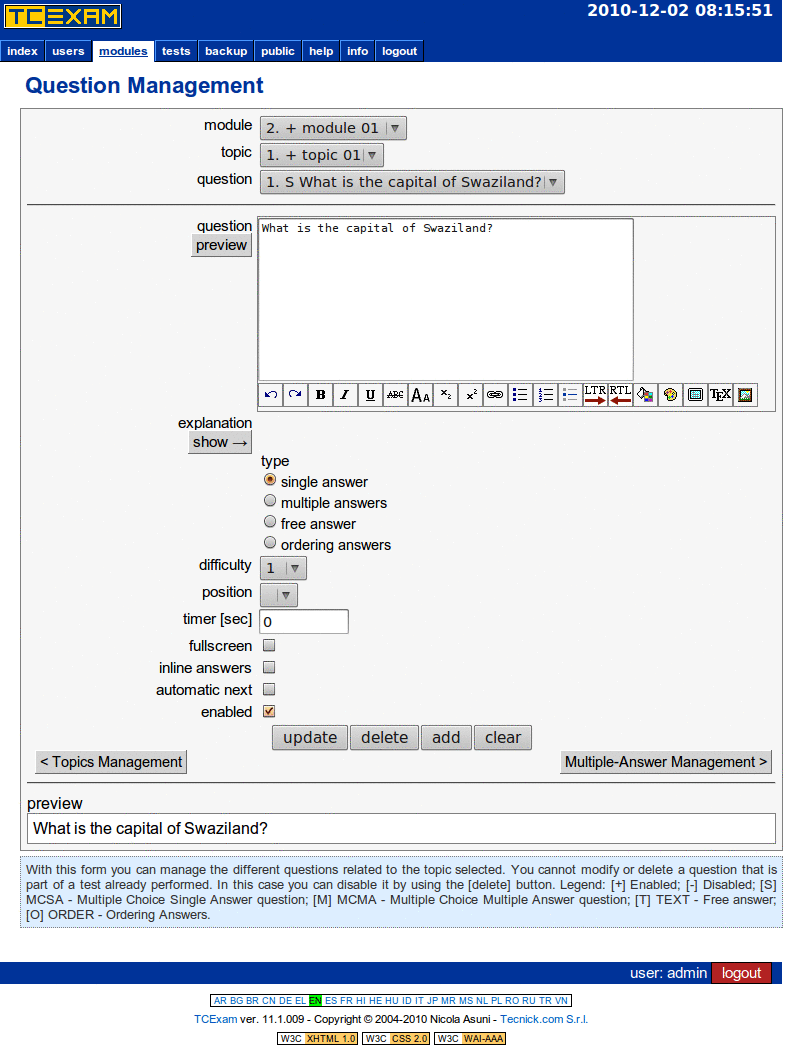 TCEXAM 2010-12-02 08:15:51
index users modules tests backup public help info logout
Question Management
module 2. + module 01
topic 1. + topic 01
question 1. S What is the capital of Swaziland?
question What is the capital of Swaziland?
preview
B I U ABC AA x2 x2 LTR RTL TEX
explanation
show →
type
single answer
multiple answers
free answer
ordering answers
difficulty 1
position
timer [sec] 0
fullscreen
inline answers
automatic next
enabled
update delete add clear
< Topics Management Multiple-Answer Management >
preview
What is the capital of Swaziland?
With this form you can manage the different questions related to the topic selected. You cannot modify or delete a question that is
part of a test already performed. In this case you can disable it by using the [delete] button. Legend: [+] Enabled; [-] Disabled; [S]
MCSA - Multiple Choice Single Answer question; [M] MCMA - Multiple Choice Multiple Answer question; [T] TEXT - Free answer;
[O] ORDER - Ordering Answers.
user: admin logout
AR BG BR CN DE EL EN ES FR HI HE HU ID IT JP MR MS NL PL RO RU TR VN
TCExam ver. 11.1.009 - Copyright © 2004-2010 Nicola Asuni - Tecnick.com S.r.l.
W3C XHTML 1.0 W3C CSS 2.0 W3C WAI-AAA